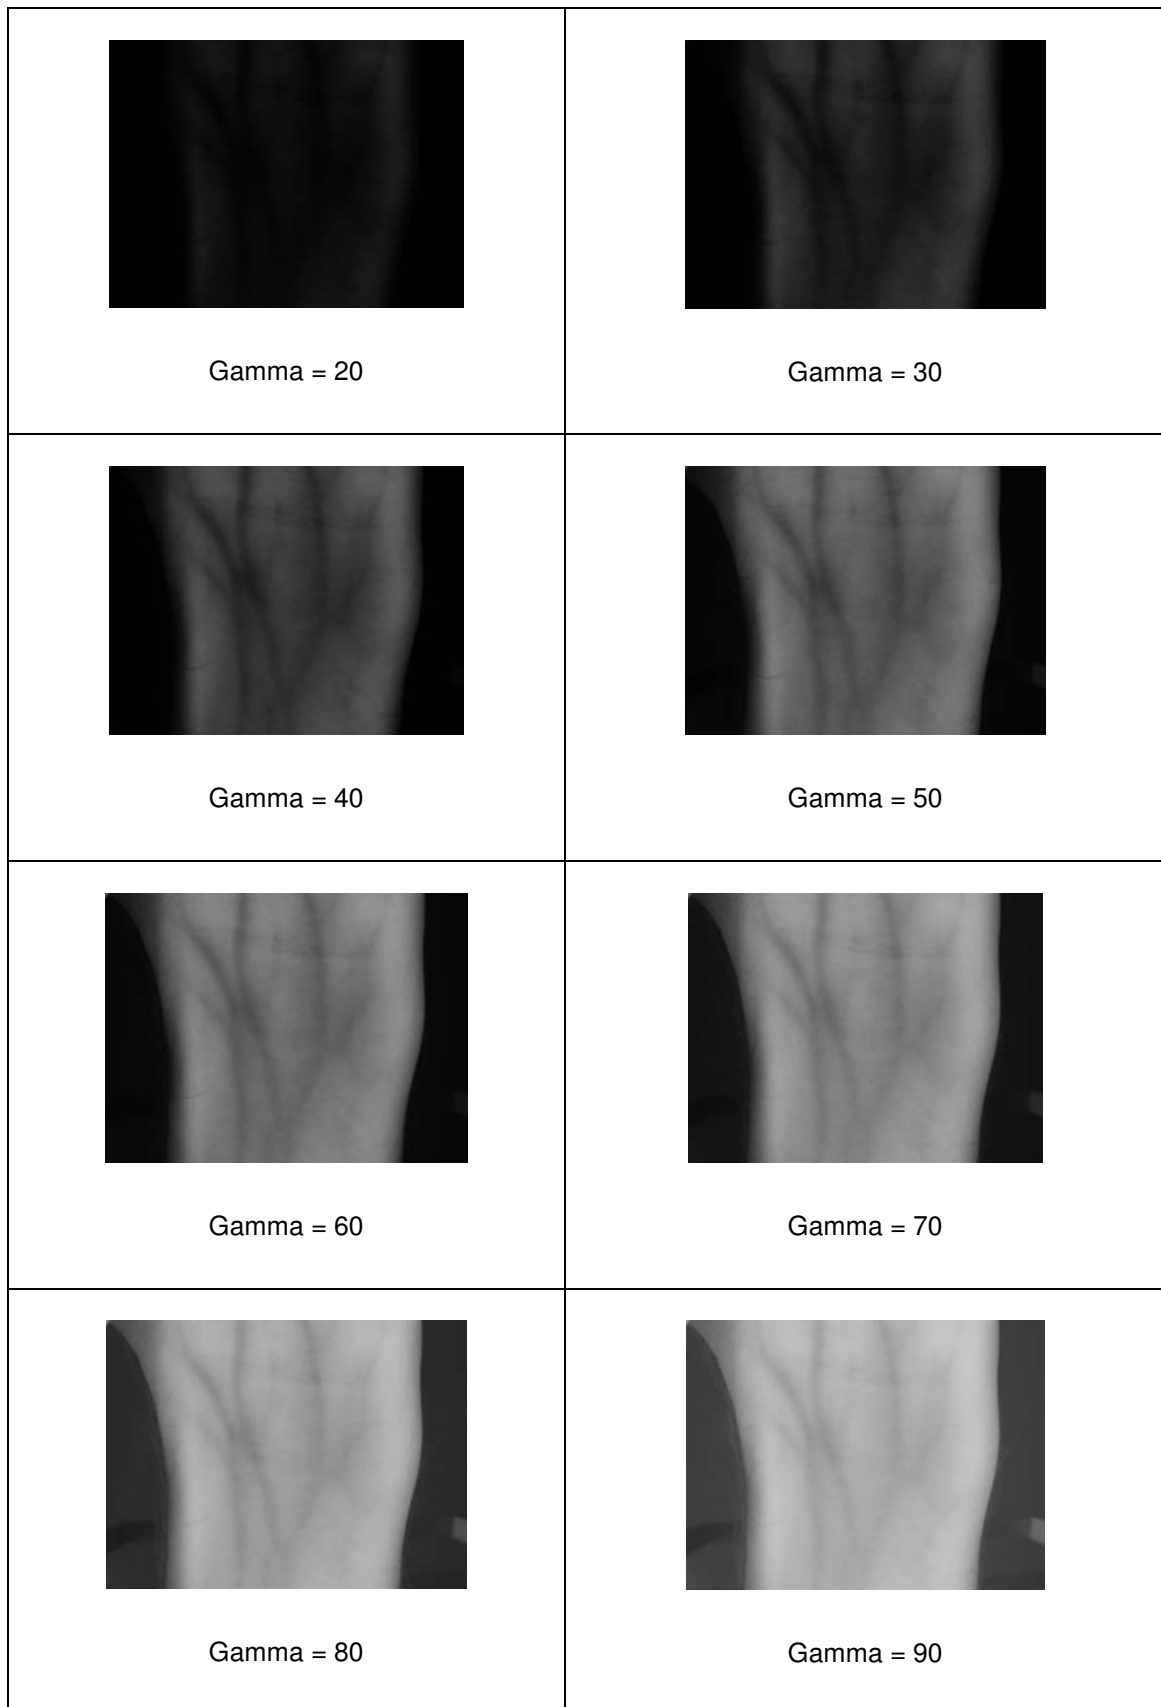 Gamma = 20
Gamma = 30
Gamma = 40
Gamma = 50
Gamma = 60
Gamma = 70
Gamma = 80
Gamma = 90